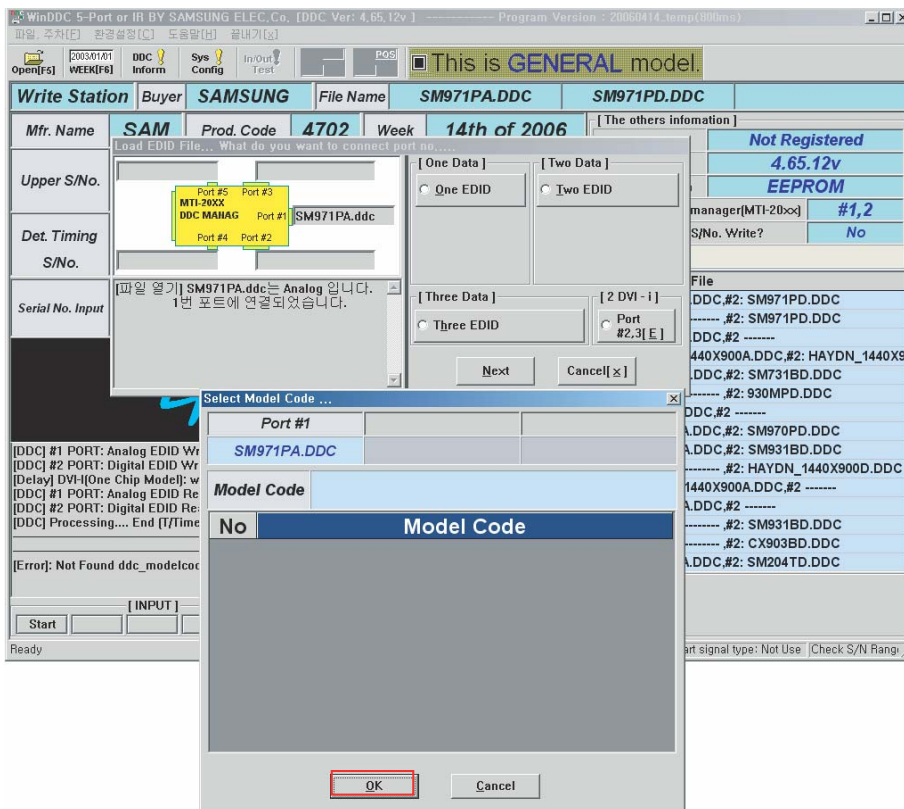 WinDDC 5-Port or IR BY SAMSUNG ELEC,Co, [DDC Ver: 4,65,12v ] ----------- Program Version : 20060414,temp(800ms)
파일. 주차[F] 환경설정[C] 도움말[H] 끝내기[x]
Open[F5]
2003/01/01 WEEK[F6]
DDC Inform
Sys Config
In/Out Test
POS
This is GENERAL model.
Write Station
Buyer
SAMSUNG
File Name
SM971PA.DDC
SM971PD.DDC
Mfr. Name
SAM
Prod. Code
4702
Week
14th of 2006
[ The others infomation ]
Not Registered
4.65.12v
EEPROM
manager(MTI-20xx)
#1,2
S/No. Write?
No
Upper S/No.
Det. Timing
S/No.
Serial No. Input
Load EDID File... What do you want to connect port no.....
Port #5 Port #3
MTI-20XX
DDC MANAG Port #1
SM971PA.ddc
Port #4 Port #2
[파일 열기] SM971PA.ddc는 Analog 입니다.
1번 포트에 연결되었습니다.
[ One Data ]
One EDID
[ Two Data ]
Two EDID
[ Three Data ]
Three EDID
[ 2 DVI - i ]
Port #2,3[ E ]
Next
Cancel[ x ]
File
.DDC,#2: SM971PD.DDC
------- ,#2: SM971PD.DDC
.DDC,#2 -------
440X900A.DDC,#2: HAYDN_1440X9
.DDC,#2: SM731BD.DDC
------- ,#2: 930MPD.DDC
DDC,#2 -------
A.DDC,#2: SM970PD.DDC
A.DDC,#2: SM931BD.DDC
------- ,#2: HAYDN_1440X900D.DDC
1440X900A.DDC,#2 -------
A.DDC,#2 -------
------- ,#2: SM931BD.DDC
------- ,#2: CX903BD.DDC
A.DDC,#2: SM204TD.DDC
Select Model Code ...
Port #1
SM971PA.DDC
Model Code
No
Model Code
OK
Cancel
[DDC] #1 PORT: Analog EDID Wr
[DDC] #2 PORT: Digital EDID Wr
[Delay] DVI-I(One Chip Model): w
[DDC] #1 PORT: Analog EDID Re
[DDC] #2 PORT: Digital EDID Re
[DDC] Processing.... End [T/Time
[Error]: Not Found ddc_modelcod
[ INPUT ]
Start
Ready
art signal type: Not Use
Check S/N Rang